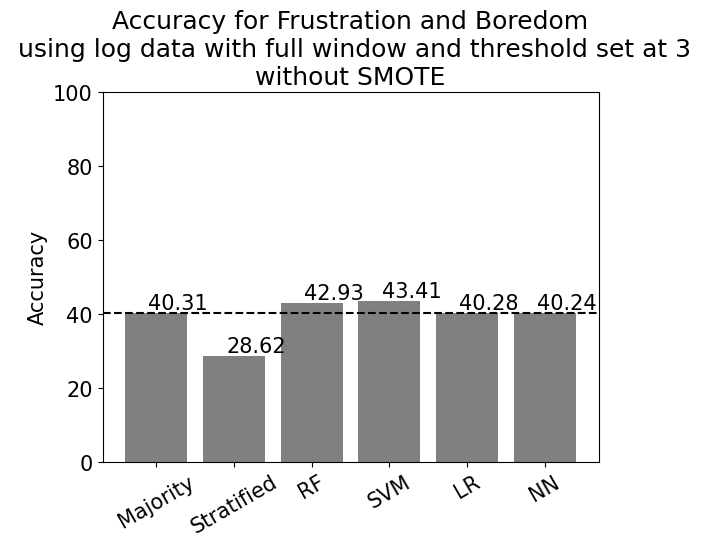 Accuracy for Frustration and Boredom
using log data with full window and threshold set at 3
without SMOTE
100
80
60
40
20
0
Accuracy
40.31
28.62
42.93
43.41
40.28
40.24
Majority
Stratified
RF
SVM
LR
NN